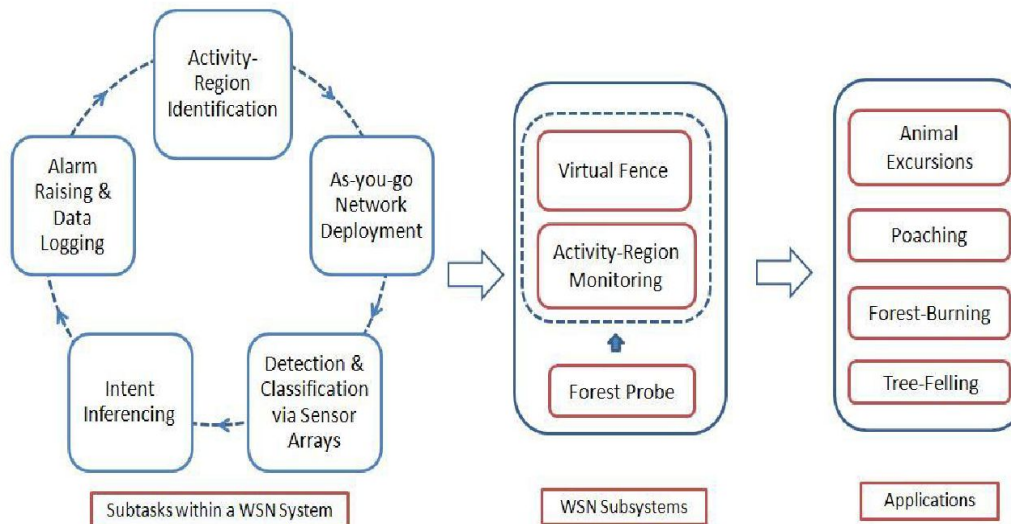 Activity-
Region
Identification
As-you-go
Network
Deployment
Detection &
Classification
via Sensor
Arrays
Intent
Inferencing
Alarm
Raising &
Data
Logging
Subtasks within a WSN System
Virtual Fence
Activity-Region
Monitoring
Forest Probe
WSN Subsystems
Animal
Excursions
Poaching
Forest-Burning
Tree-Felling
Applications